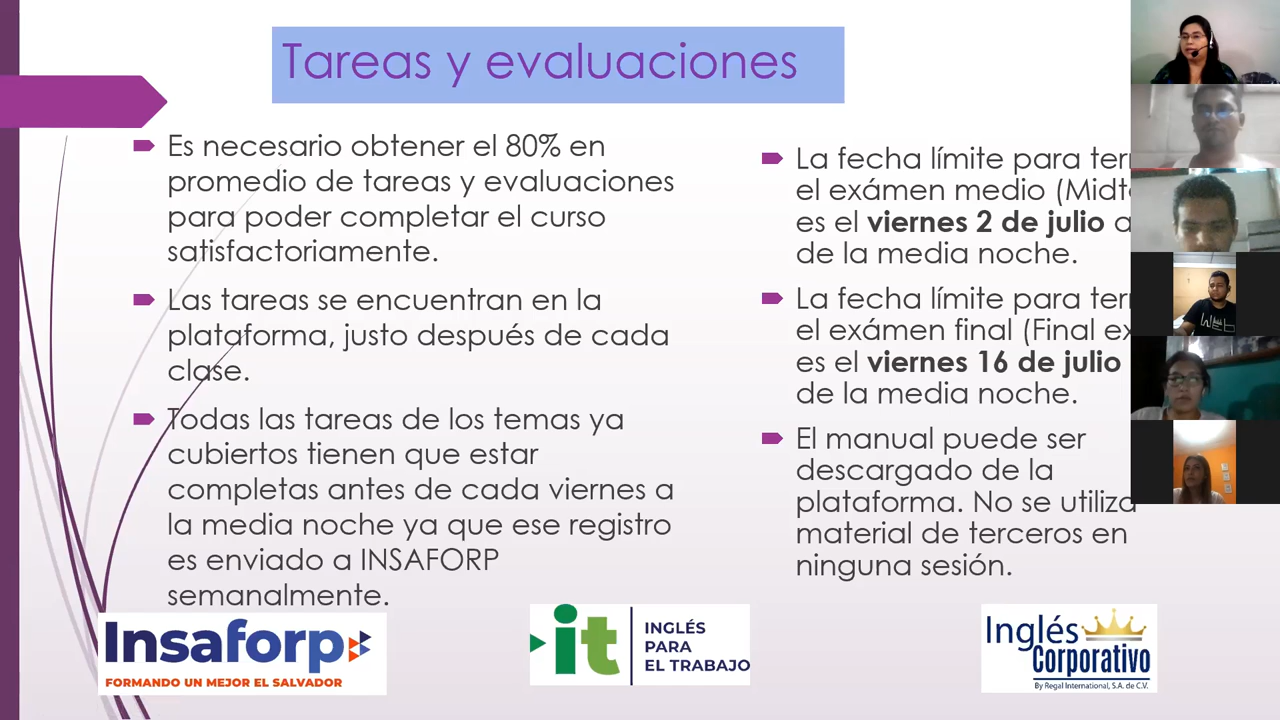 Tareas y evaluaciones
Es necesario obtener el 80% en
promedio de tareas y evaluaciones
para poder completar el curso
satisfactoriamente.
Las tareas se encuentran en la
plataforma, justo después de cada
clase.
Todas las tareas de los temas ya
cubiertos tienen que estar
completas antes de cada viernes a
la media noche ya que ese registro
es enviado a INSAFORP
semanalmente.
La fecha límite para
el exámen medio
es el viernes 2 de julio
de la media noche.
La fecha límite para
el exámen final (Final
es el viernes 16 de julio
de la media noche.
El manual puede ser
descargado de la
plataforma. No se utiliza
material de terceros en
ninguna sesión.
Insaforp
FORMANDO UN MEJOR EL SALVADOR
it
INGLÉS
PARA
EL TRABAJO
Inglés
Corporativo
By Regal International, S.A. de C.V.
WEB